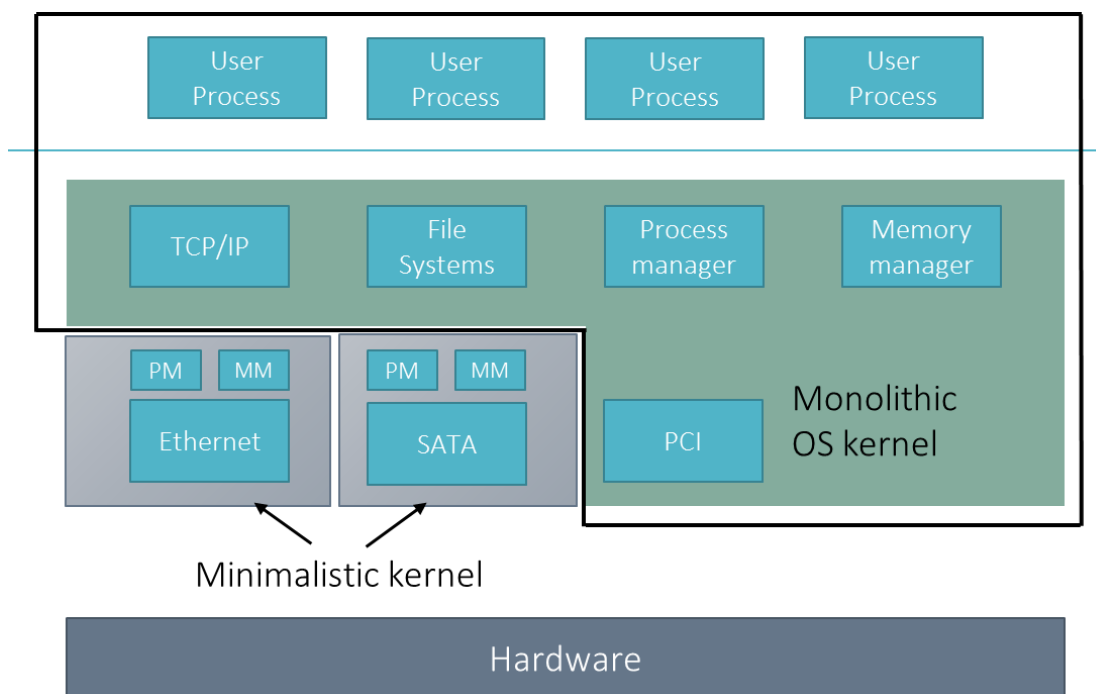 User
Process
User
Process
User
Process
User
Process
TCP/IP
File
Systems
Process
manager
Memory
manager
PM
MM
PM
MM
Ethernet
SATA
PCI
Monolithic
OS kernel
Minimalistic kernel
Hardware